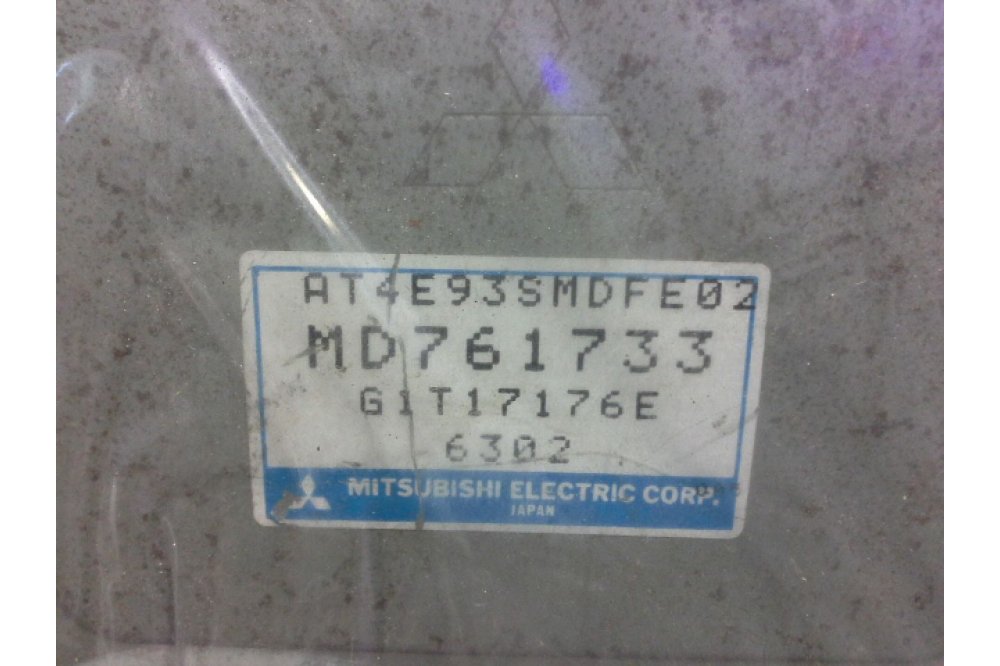 AT4E93SMDFE02
MD761733
G1T17176E
6302
MITSUBISHI ELECTRIC CORP.
JAPAN